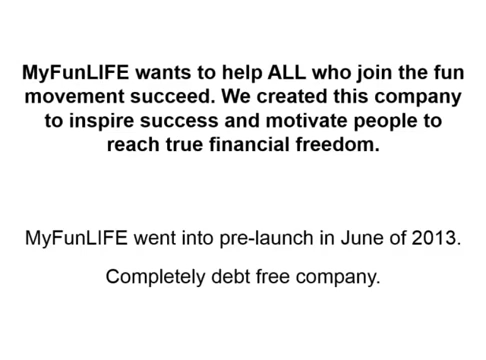 MyFunLIFE wants to help ALL who join the fun
movement succeed. We created this company
to inspire success and motivate people to
reach true financial freedom.
MyFunLIFE went into pre-launch in June of 2013.
Completely debt free company.